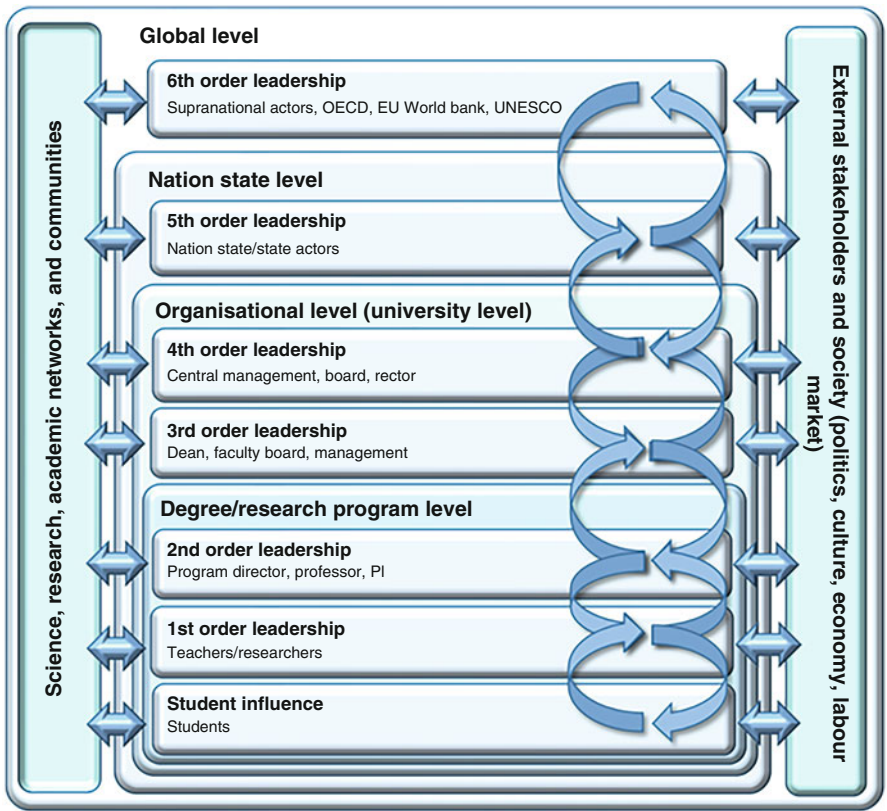 Global level
6th order leadership
Supranational actors, OECD, EU World bank, UNESCO
Nation state level
5th order leadership
Nation state/state actors
Organisational level (university level)
4th order leadership
Central management, board, rector
3rd order leadership
Dean, faculty board, management
Degree/research program level
2nd order leadership
Program director, professor, PI
1st order leadership
Teachers/researchers
Student influence
Students
Science, research, academic networks, and communities
External stakeholders and society (politics, culture, economy, labour
market)